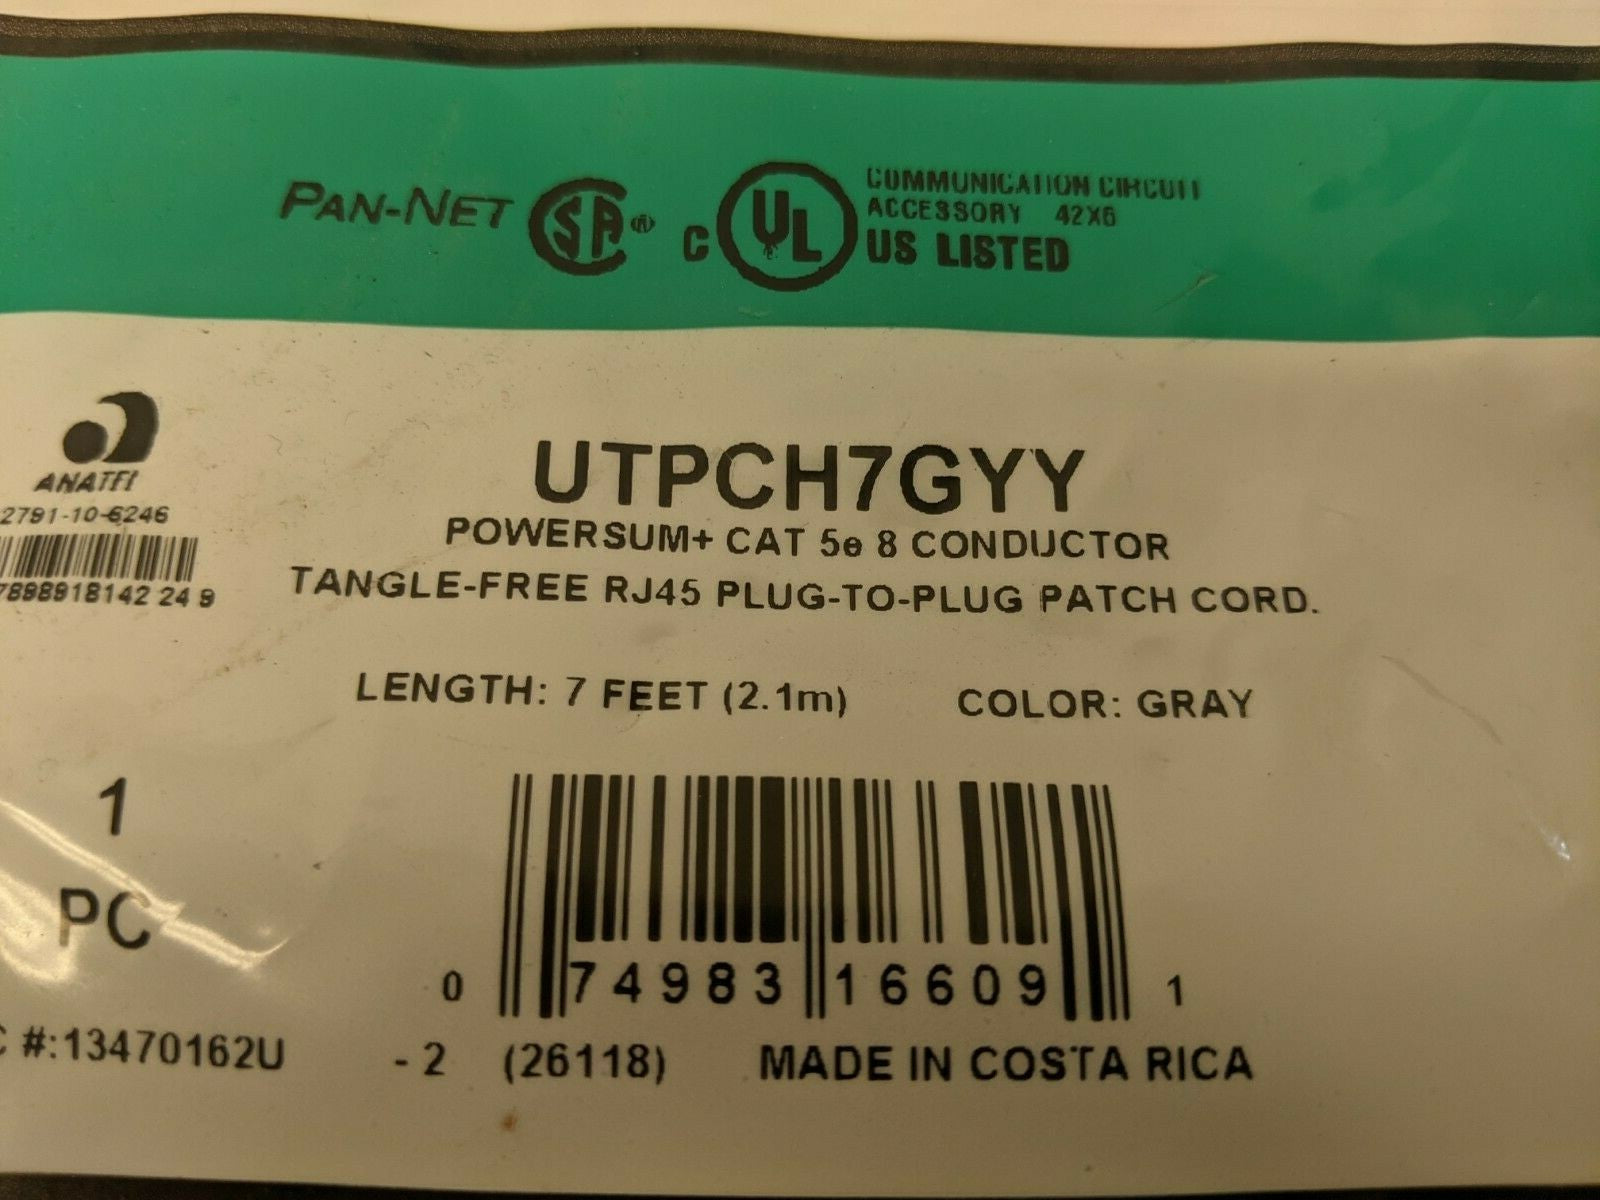 PAN-NET SA® C UL US LISTED
COMMUNICATION CIRCUIT
ACCESSORY 42X6
ANATEL
2791-10-6246
7898918142 24 9
UTPCH7GYY
POWERSUM+ CAT 5e 8 CONDUCTOR
TANGLE-FREE RJ45 PLUG-TO-PLUG PATCH CORD.
LENGTH: 7 FEET (2.1m) COLOR: GRAY
1
PC
0 74983 16609 1
C #:13470162U - 2 (26118) MADE IN COSTA RICA